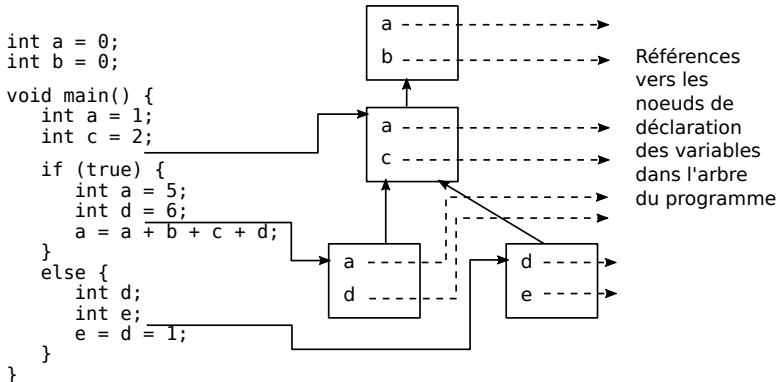 int a = 0;
int b = 0;
void main() {
int a = 1;
int c = 2;
if (true) {
int a = 5;
int d = 6;
a = a + b + c + d;
}
else {
int d;
int e;
e = d = 1;
}
}
a
b
a
c
a
d
d
e
Références
vers les
noeuds de
déclaration
des variables
dans l'arbre
du programme